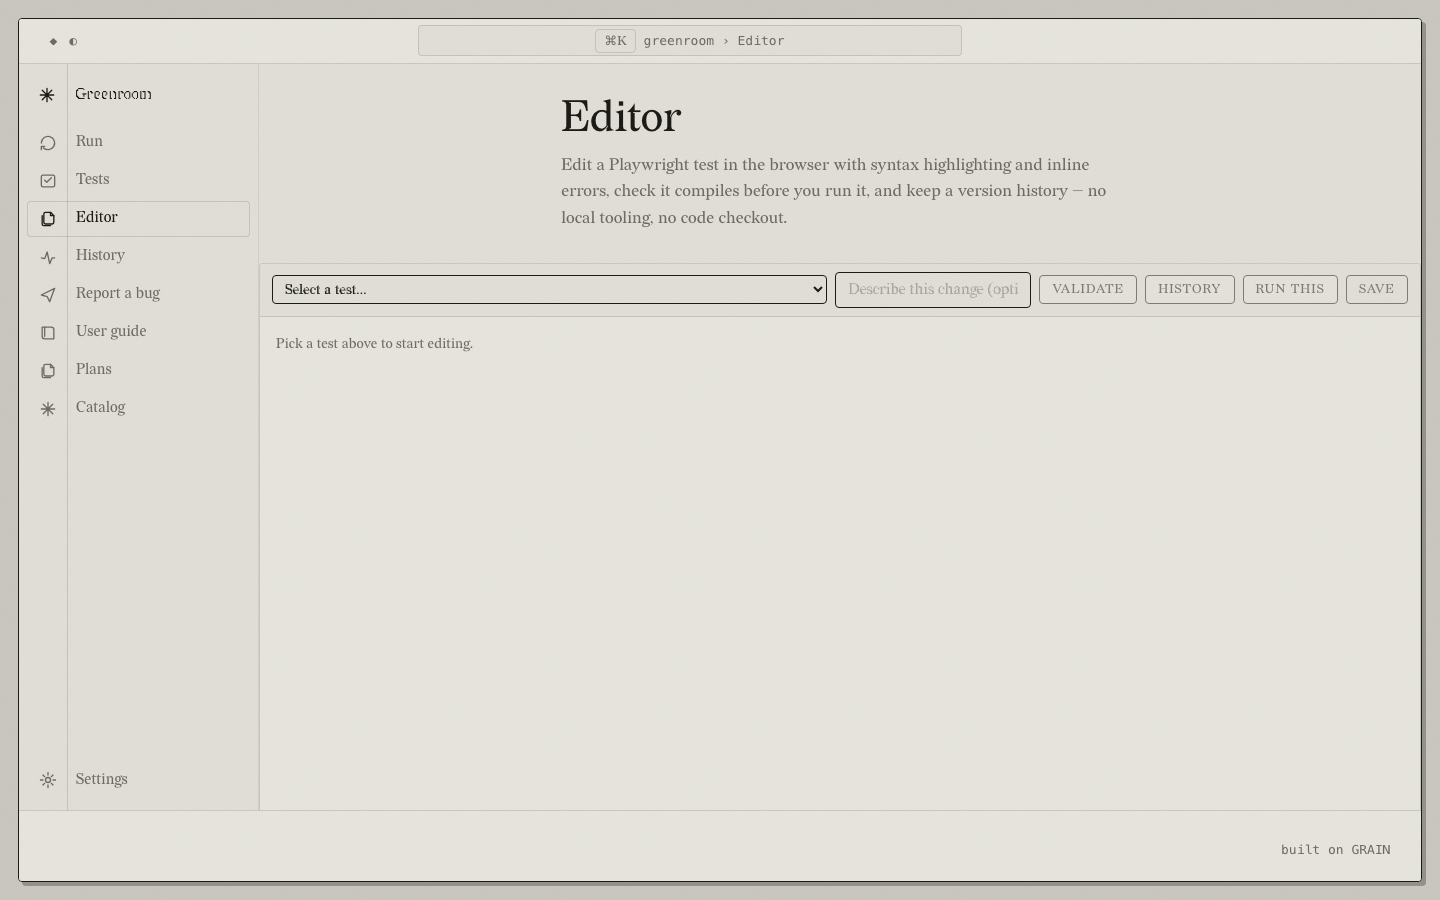 ⌘K greenroom › Editor
Greenroom
Run
Tests
Editor
History
Report a bug
User guide
Plans
Catalog
Settings
Editor
Edit a Playwright test in the browser with syntax highlighting and inline
errors, check it compiles before you run it, and keep a version history — no
local tooling, no code checkout.
Select a test...
Describe this change (opti
VALIDATE
HISTORY
RUN THIS
SAVE
Pick a test above to start editing.
built on GRAIN